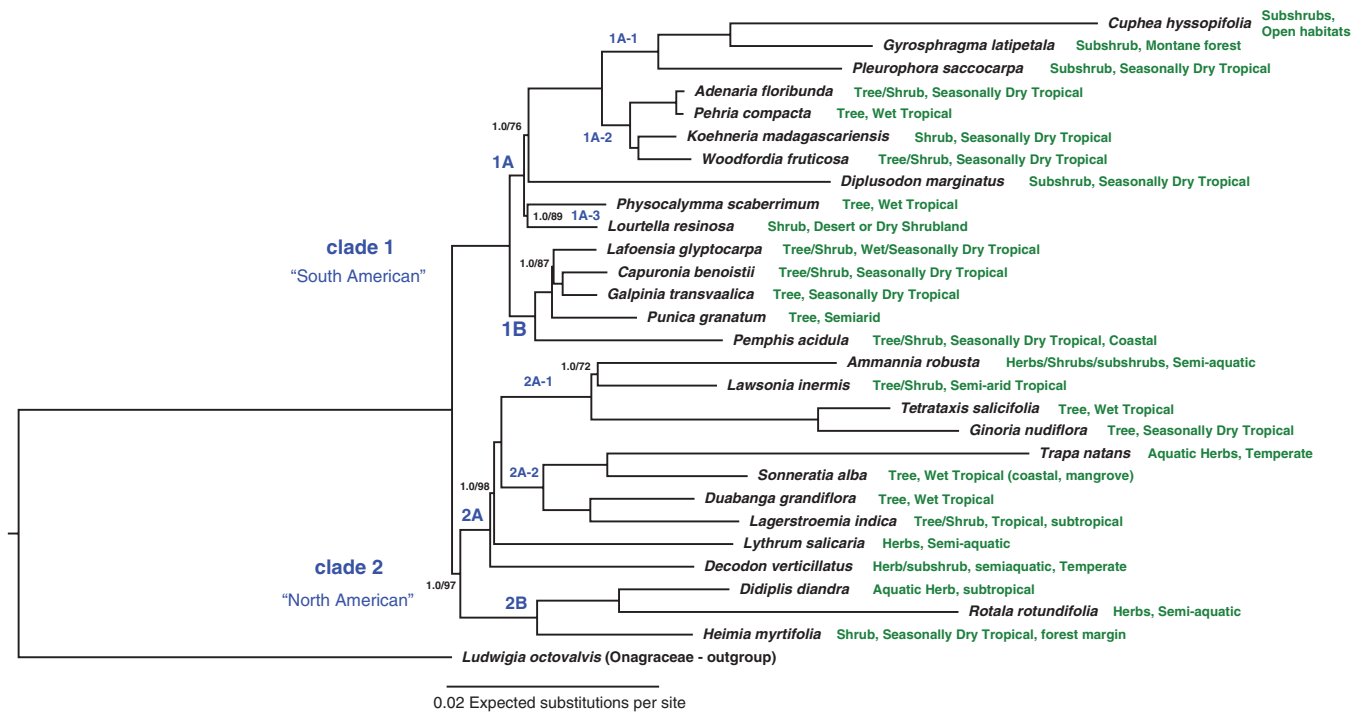 Cuphea hyssopifolia Subshrubs,
Open habitats
1A-1
Gyrosphragma latipetala Subshrub, Montane forest
Pleurophora saccocarpa Subshrub, Seasonally Dry Tropical
Adenaria floribunda Tree/Shrub, Seasonally Dry Tropical
Pehria compacta Tree, Wet Tropical
1.0/76
1A-2 Koehneria madagascariensis Shrub, Seasonally Dry Tropical
Woodfordia fruticosa Tree/Shrub, Seasonally Dry Tropical
1A
Diplusodon marginatus Subshrub, Seasonally Dry Tropical
Physocalymma scaberrimum Tree, Wet Tropical
1.0/89 1A-3
Lourtella resinosa Shrub, Desert or Dry Shrubland
clade 1
Lafoensia glyptocarpa Tree/Shrub, Wet/Seasonally Dry Tropical
1.0/87
"South American"
Capuronia benoistii Tree/Shrub, Seasonally Dry Tropical
Galpinia transvaalica Tree, Seasonally Dry Tropical
Punica granatum Tree, Semiarid
1B
Pemphis acidula Tree/Shrub, Seasonally Dry Tropical, Coastal
1.0/72
Ammannia robusta Herbs/Shrubs/subshrubs, Semi-aquatic
2A-1
Lawsonia inermis Tree/Shrub, Semi-arid Tropical
Tetrataxis salicifolia Tree, Wet Tropical
Ginoria nudiflora Tree, Seasonally Dry Tropical
Trapa natans Aquatic Herbs, Temperate
2A-2
Sonneratia alba Tree, Wet Tropical (coastal, mangrove)
1.0/98
Duabanga grandiflora Tree, Wet Tropical
2A
Lagerstroemia indica Tree/Shrub, Tropical, subtropical
Lythrum salicaria Herbs, Semi-aquatic
clade 2
Decodon verticillatus Herb/subshrub, semiaquatic, Temperate
1.0/97
Didiplis diandra Aquatic Herb, subtropical
"North American"
2B
Rotala rotundifolia Herbs, Semi-aquatic
Heimia myrtifolia Shrub, Seasonally Dry Tropical, forest margin
Ludwigia octovalvis (Onagraceae - outgroup)
0.02 Expected substitutions per site